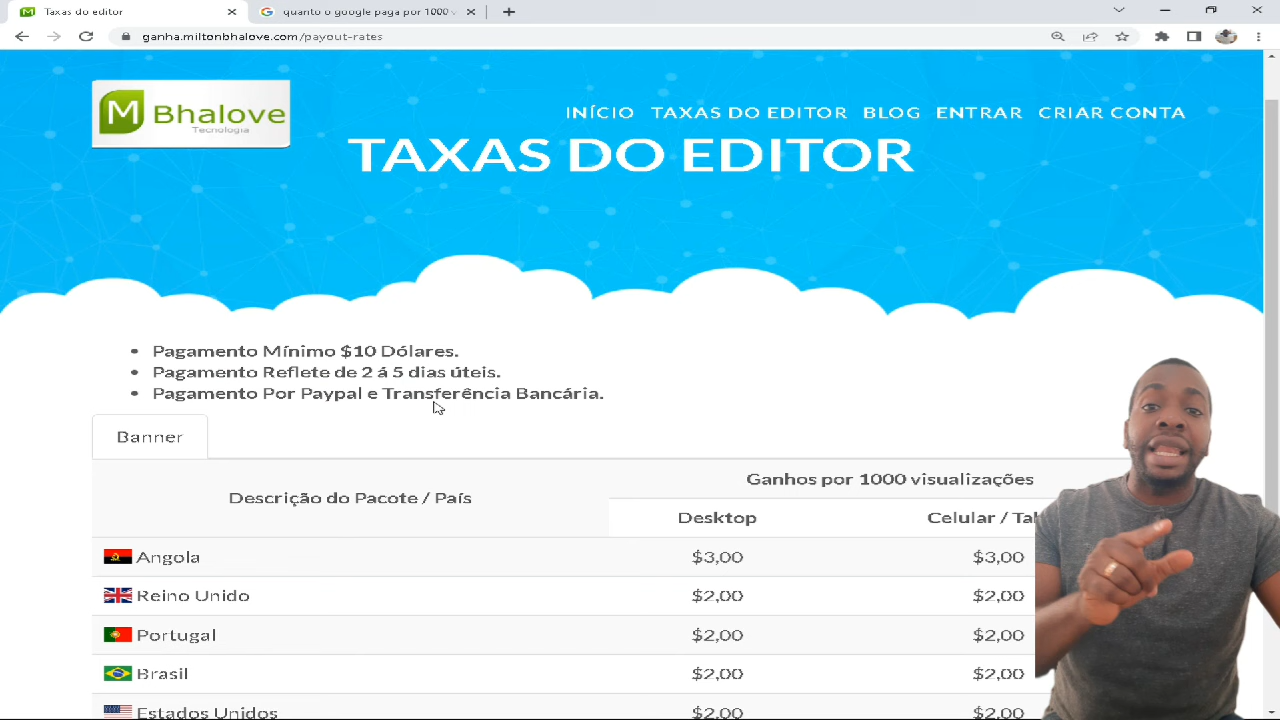 Taxas do editor
quanto o google paga por 1000 v
ganha.miltonbhalove.com/payout-rates
M Bhalove
Tecnologia
INÍCIO TAXAS DO EDITOR BLOG ENTRAR CRIAR CONTA
TAXAS DO EDITOR
Pagamento Mínimo $10 Dólares.
Pagamento Reflete de 2 á 5 dias úteis.
Pagamento Por Paypal e Transferência Bancária.
Banner
Descrição do Pacote / País
Ganhos por 1000 visualizações
Desktop
Celular / Tal
Angola $3,00 $3,00
Reino Unido $2,00 $2,00
Portugal $2,00 $2,00
Brasil $2,00 $2,00
Estados Unidos $2,00 $2,00